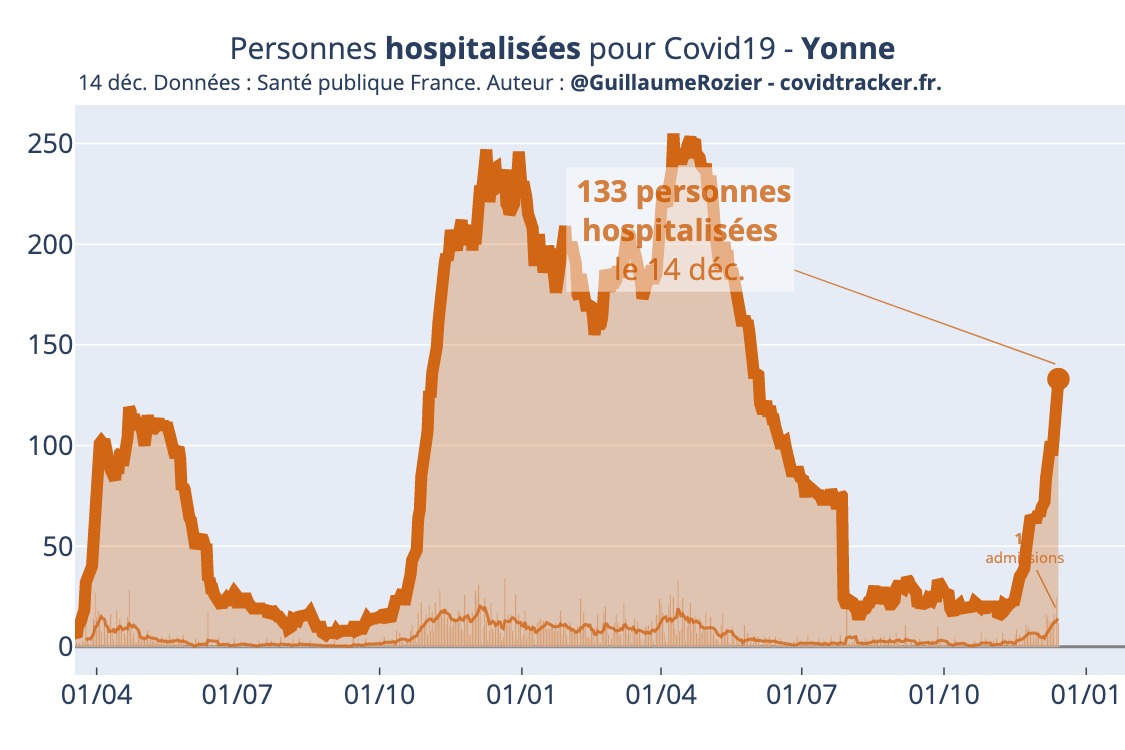 Personnes hospitalisées pour Covid19 - Yonne
14 déc. Données : Santé publique France. Auteur : @GuillaumeRozier - covidtracker.fr.
250
200
150
100
50
0
133 personnes
hospitalisées
le 14 déc.
admissions
01/04
01/07
01/10
01/01
01/04
01/07
01/10
01/01